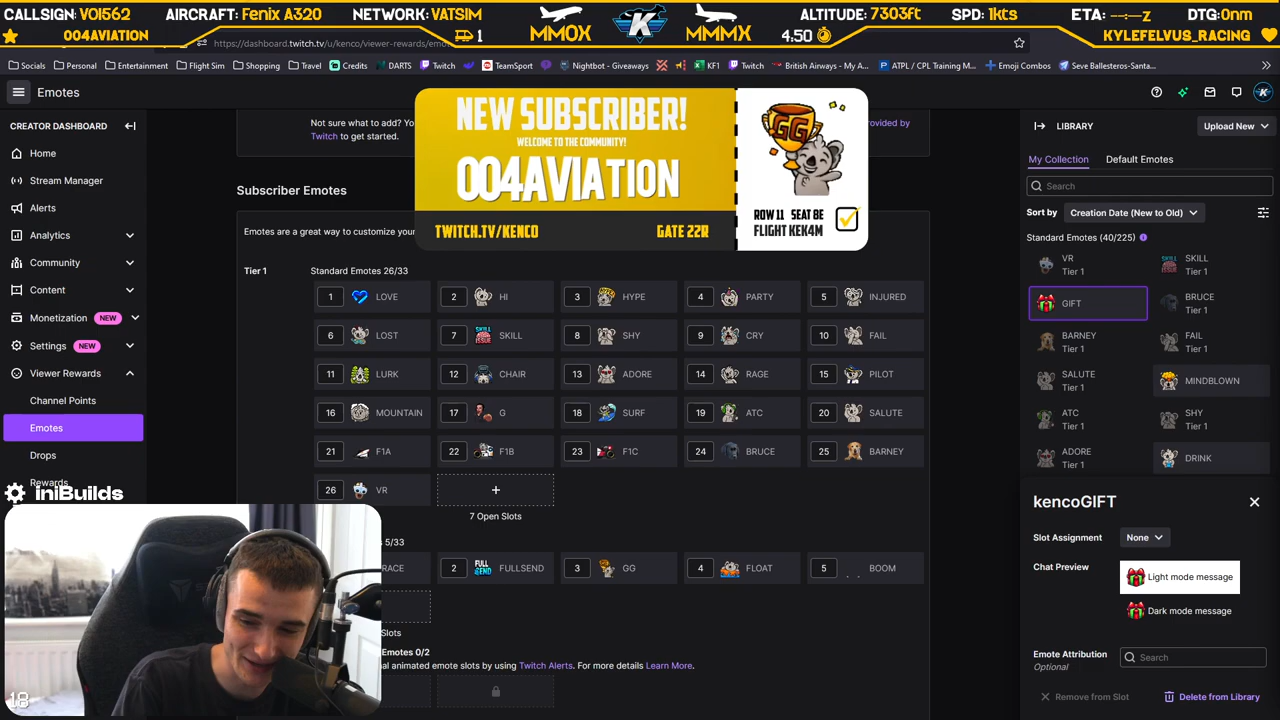 CALLSIGN: VOI562
AIRCRAFT: Fenix A320
NETWORK: VATSIM
ALTITUDE: 7303ft
SPD: 1kts
ETA: --:--z
DTG: 0nm
004AVIATION
1
MMOX
MMMX
4.50
KYLEFELVUS_RACING
https://dashboard.twitch.tv/u/kenco/viewer-rewards/emo
Socials
Personal
Entertainment
Flight Sim
Shopping
Travel
Credits
DARTS
Twitch
TeamSport
Nightbot - Giveaways
KF1
Twitch
British Airways - My A...
ATPL / CPL Training M...
Emoji Combos
Seve Ballesteros-Santa...
Emotes
CREATOR DASHBOARD
Home
Stream Manager
Alerts
Analytics
Community
Content
Monetization NEW
Settings NEW
Viewer Rewards
Channel Points
Emotes
Drops
Rewards
iniBuilds
18
Not sure what to add? Yo
rovided by
Twitch to get started.
Subscriber Emotes
Emotes are a great way to customize your
NEW SUBSCRIBER!
WELCOME TO THE COMMUNITY!
004AVIATION
TWITCH.TV/KENCO
GATE 22R
GG
ROW 11 SEAT 8E
FLIGHT KEK4M
Tier 1
Standard Emotes 26/33
1 LOVE
2 HI
3 HYPE
4 PARTY
5 INJURED
6 LOST
7 SKILL
8 SHY
9 CRY
10 FAIL
11 LURK
12 CHAIR
13 ADORE
14 RAGE
15 PILOT
16 MOUNTAIN
17 G
18 SURF
19 ATC
20 SALUTE
21 F1A
22 F1B
23 F1C
24 BRUCE
25 BARNEY
26 VR
+
7 Open Slots
5/33
RACE
2 FULLSEND
3 GG
4 FLOAT
5 BOOM
Slots
Emotes 0/2
nal animated emote slots by using Twitch Alerts. For more details Learn More.
LIBRARY
Upload New
My Collection
Default Emotes
Search
Sort by
Creation Date (New to Old)
Standard Emotes (40/225)
VR
Tier 1
SKILL
Tier 1
GIFT
BRUCE
Tier 1
BARNEY
Tier 1
FAIL
Tier 1
SALUTE
Tier 1
MINDBLOWN
ATC
Tier 1
SHY
Tier 1
ADORE
Tier 1
DRINK
kencoGIFT
Slot Assignment
None
Chat Preview
Light mode message
Dark mode message
Emote Attribution
Optional
Search
Remove from Slot
Delete from Library